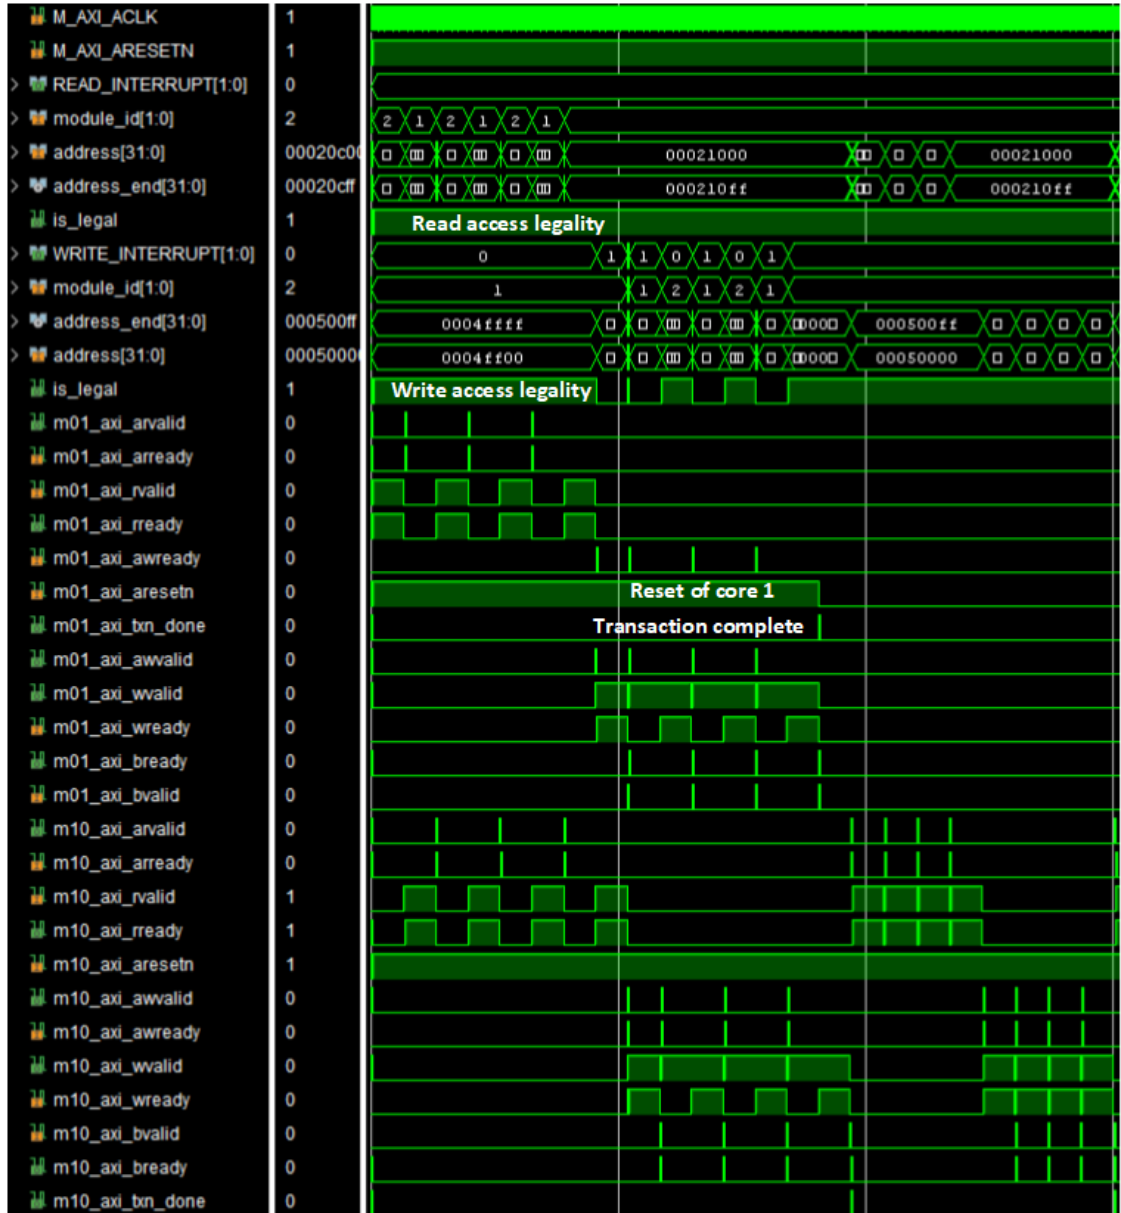 M_AXI_ACLK 1
M_AXI_ARESETN 1
READ_INTERRUPT[1:0] 0
module_id[1:0] 2 2 1 2 1 2 1
address[31:0] 00020c00 00021000 00021000
address_end[31:0] 00020cff 000210ff 000210ff
is_legal 1 Read access legality
WRITE_INTERRUPT[1:0] 0 0 1 1 0 1 0 1
module_id[1:0] 2 1 1 2 1 2 1
address_end[31:0] 000500ff 0004ffff 000500ff
address[31:0] 00050000 0004ff00 00050000
is_legal 1 Write access legality
m01_axi_arvalid 0
m01_axi_arready 0
m01_axi_rvalid 0
m01_axi_rready 0
m01_axi_awready 0
m01_axi_aresetn 0 Reset of core 1
m01_axi_txn_done 0 Transaction complete
m01_axi_awvalid 0
m01_axi_wvalid 0
m01_axi_wready 0
m01_axi_bready 0
m01_axi_bvalid 0
m10_axi_arvalid 0
m10_axi_arready 0
m10_axi_rvalid 1
m10_axi_rready 1
m10_axi_aresetn 1
m10_axi_awvalid 0
m10_axi_awready 0
m10_axi_wvalid 0
m10_axi_wready 0
m10_axi_bvalid 0
m10_axi_bready 0
m10_axi_txn_done 0